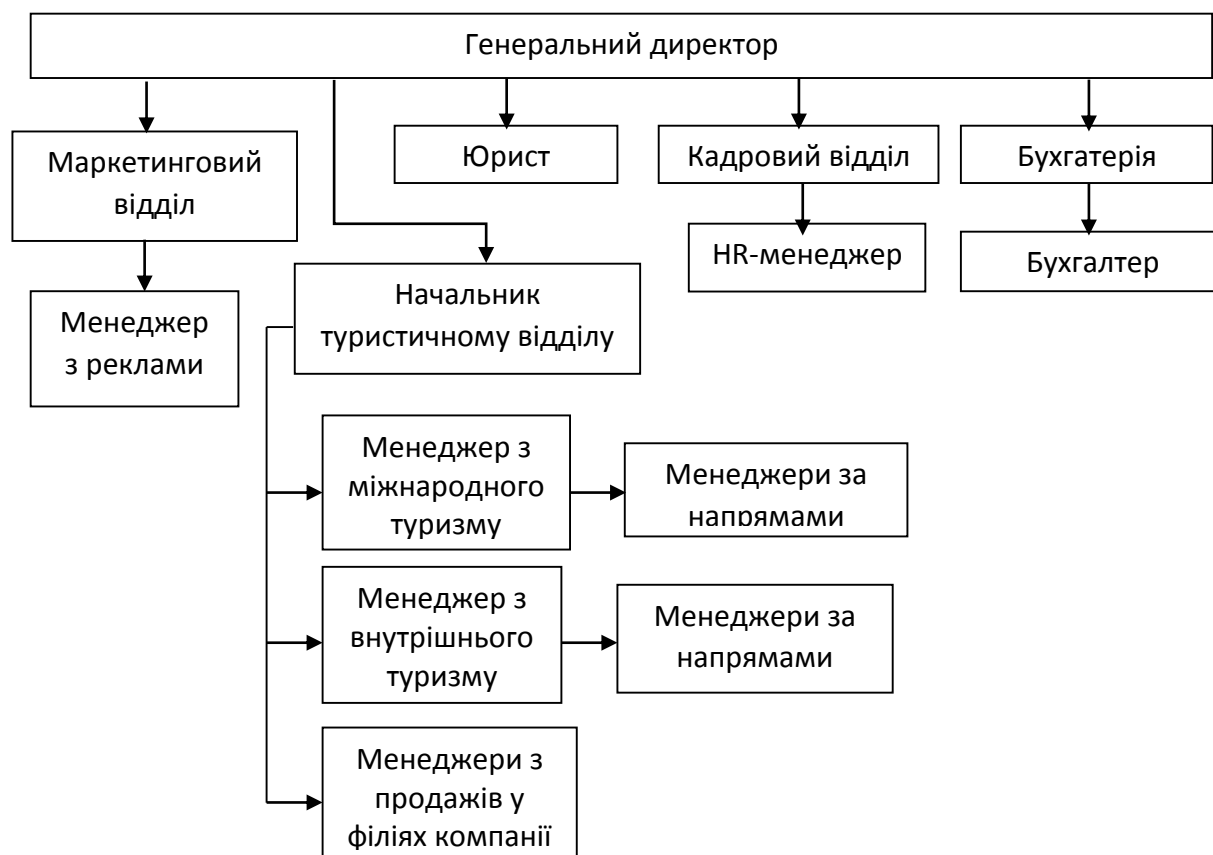 Генеральний директор
Маркетинговий
відділ
Юрист
Кадровий відділ
Бухгатерія
HR-менеджер
Бухгалтер
Менеджер
з реклами
Начальник
туристичному відділу
Менеджер з
міжнародного
туризму
Менеджери за
напрямами
Менеджер з
внутрішнього
туризму
Менеджери за
напрямами
Менеджери з
продажів у
філіях компанії